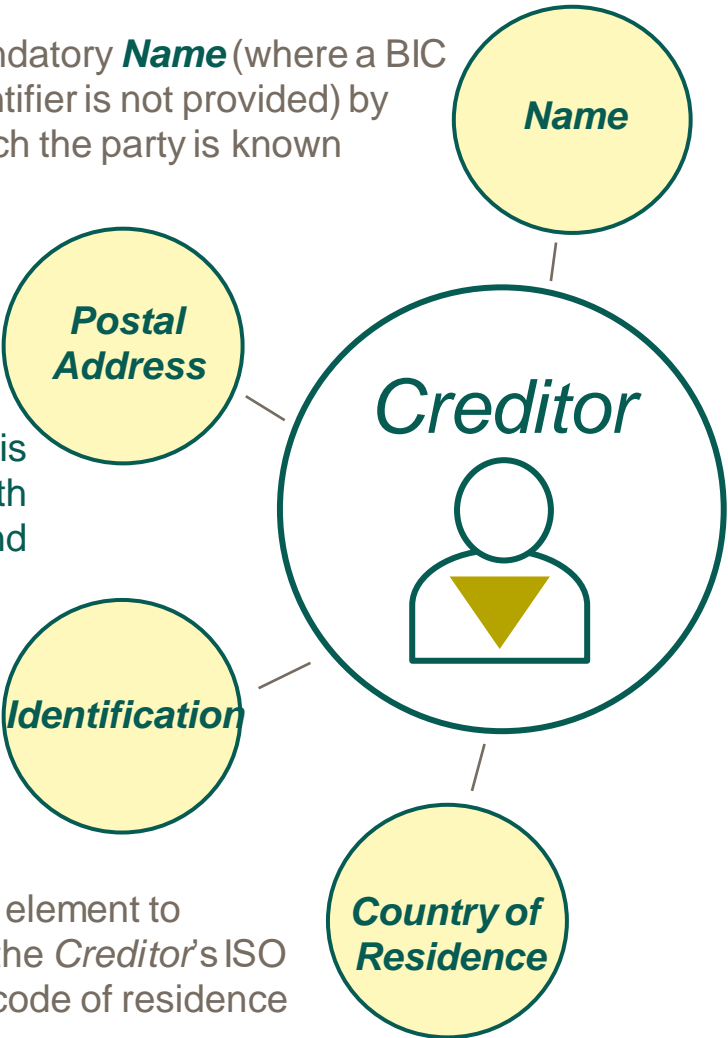 ndatory Name (where a BIC
ntifier is not provided) by
ch the party is known
Name
Postal
Address
Creditor
is
th
nd
Identification
element to
the Creditor's ISO
code of residence
Country of
Residence